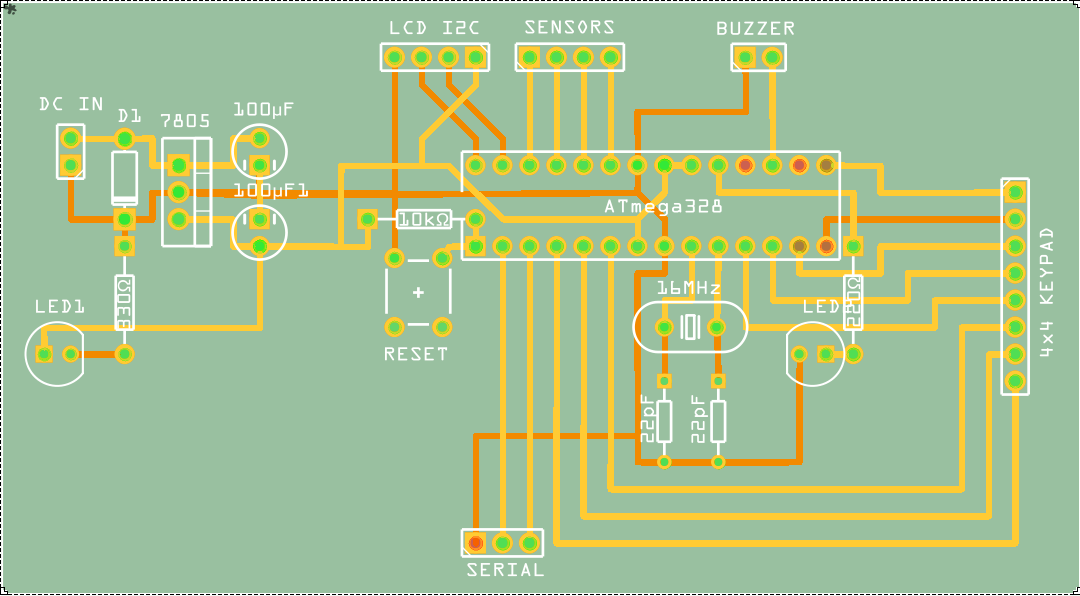 LCD I2C
SENSORS
BUZZER
DC IN
D1
7805
100µF
100µF1
ATmega328
10kΩ
4x4 KEYPAD
16MHz
LED1
330Ω
LED
220Ω
RESET
22pF
22pF
SERIAL